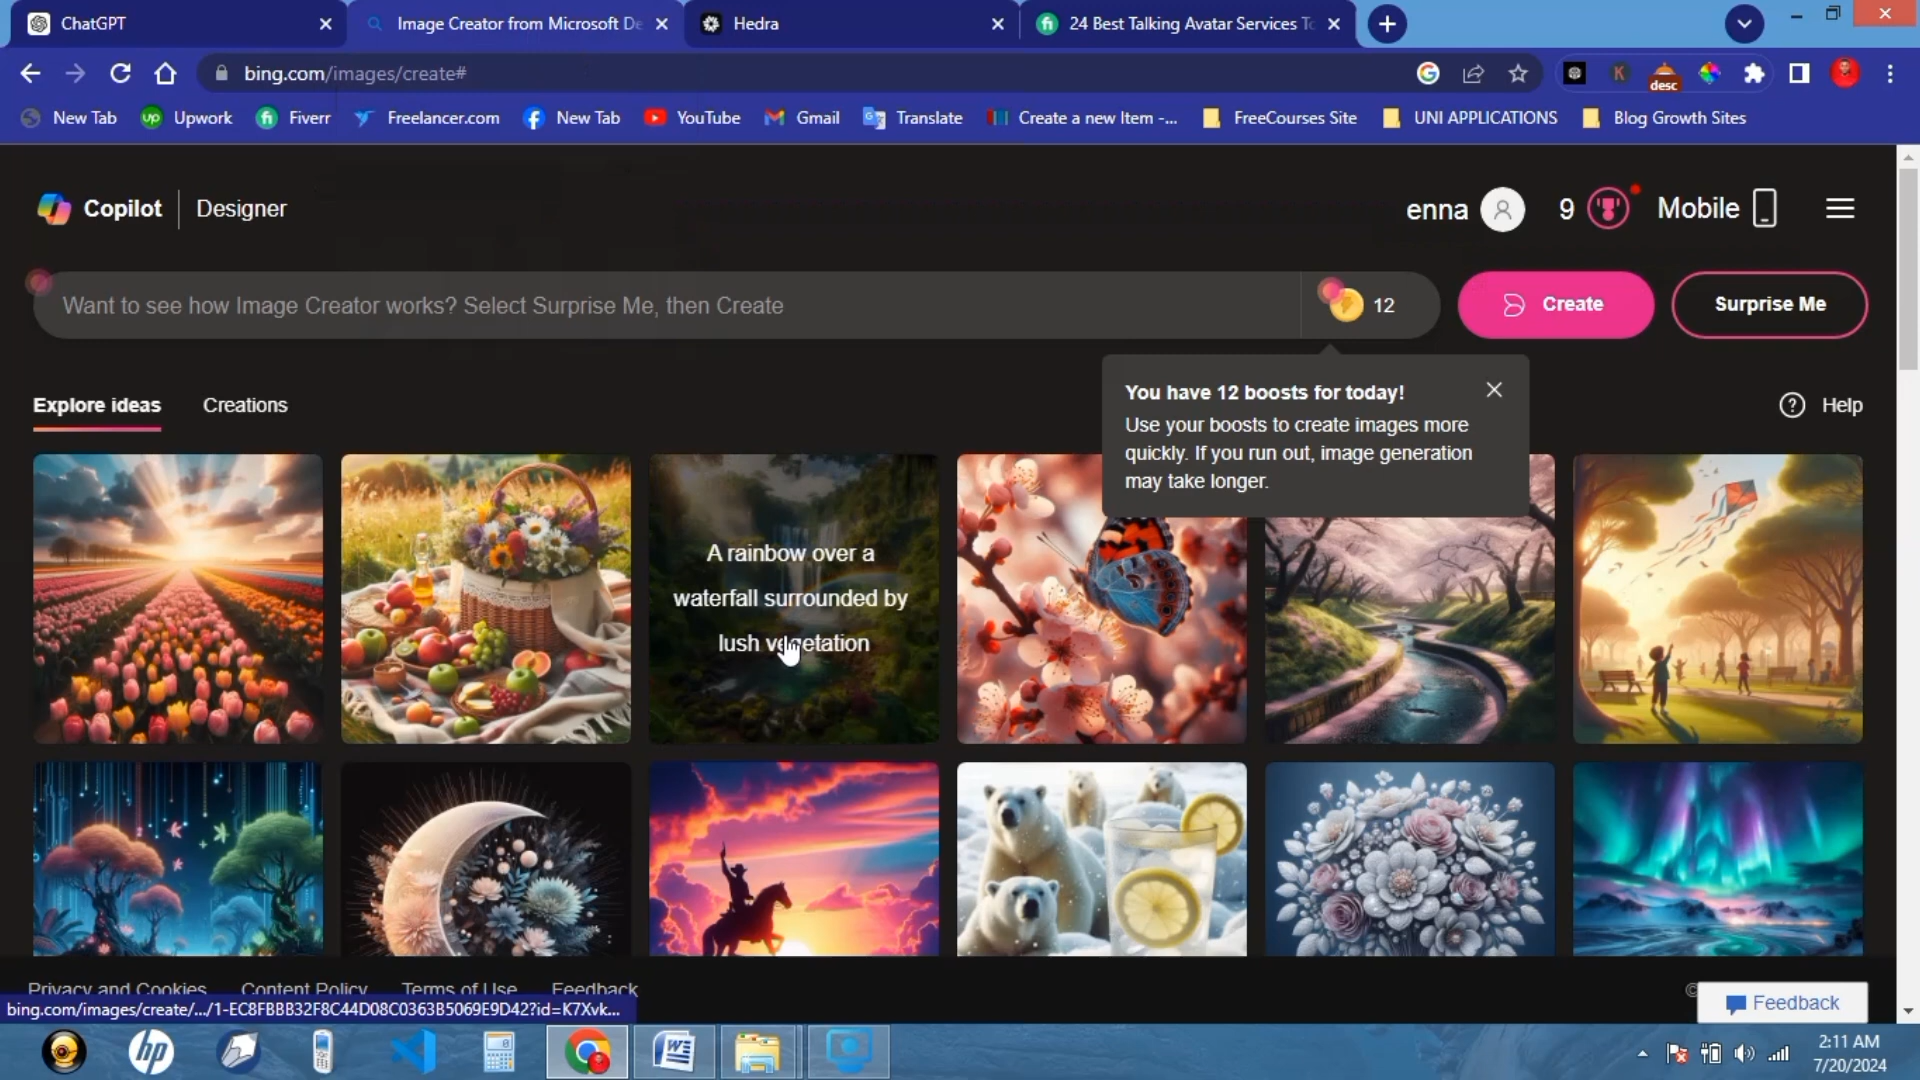 ChatGPT
Image Creator from Microsoft De
Hedra
24 Best Talking Avatar Services To
bing.com/images/create#
desc
New Tab
Upwork
Fiverr
Freelancer.com
New Tab
YouTube
Gmail
Translate
Create a new Item -...
FreeCourses Site
UNI APPLICATIONS
Blog Growth Sites
Copilot
Designer
enna
9
Mobile
Want to see how Image Creator works? Select Surprise Me, then Create
12
Create
Surprise Me
Explore ideas
Creations
You have 12 boosts for today!
Use your boosts to create images more
quickly. If you run out, image generation
may take longer.
Help
A rainbow over a
waterfall surrounded by
lush vegetation
Privacy and Cookies
Content Policy
Terms of Use
Feedback
©
Feedback
bing.com/images/create/.../1-EC8FBBB32F8C44D08C0363B5069E9D42?id=K7Xvk...
2:11 AM
7/20/2024